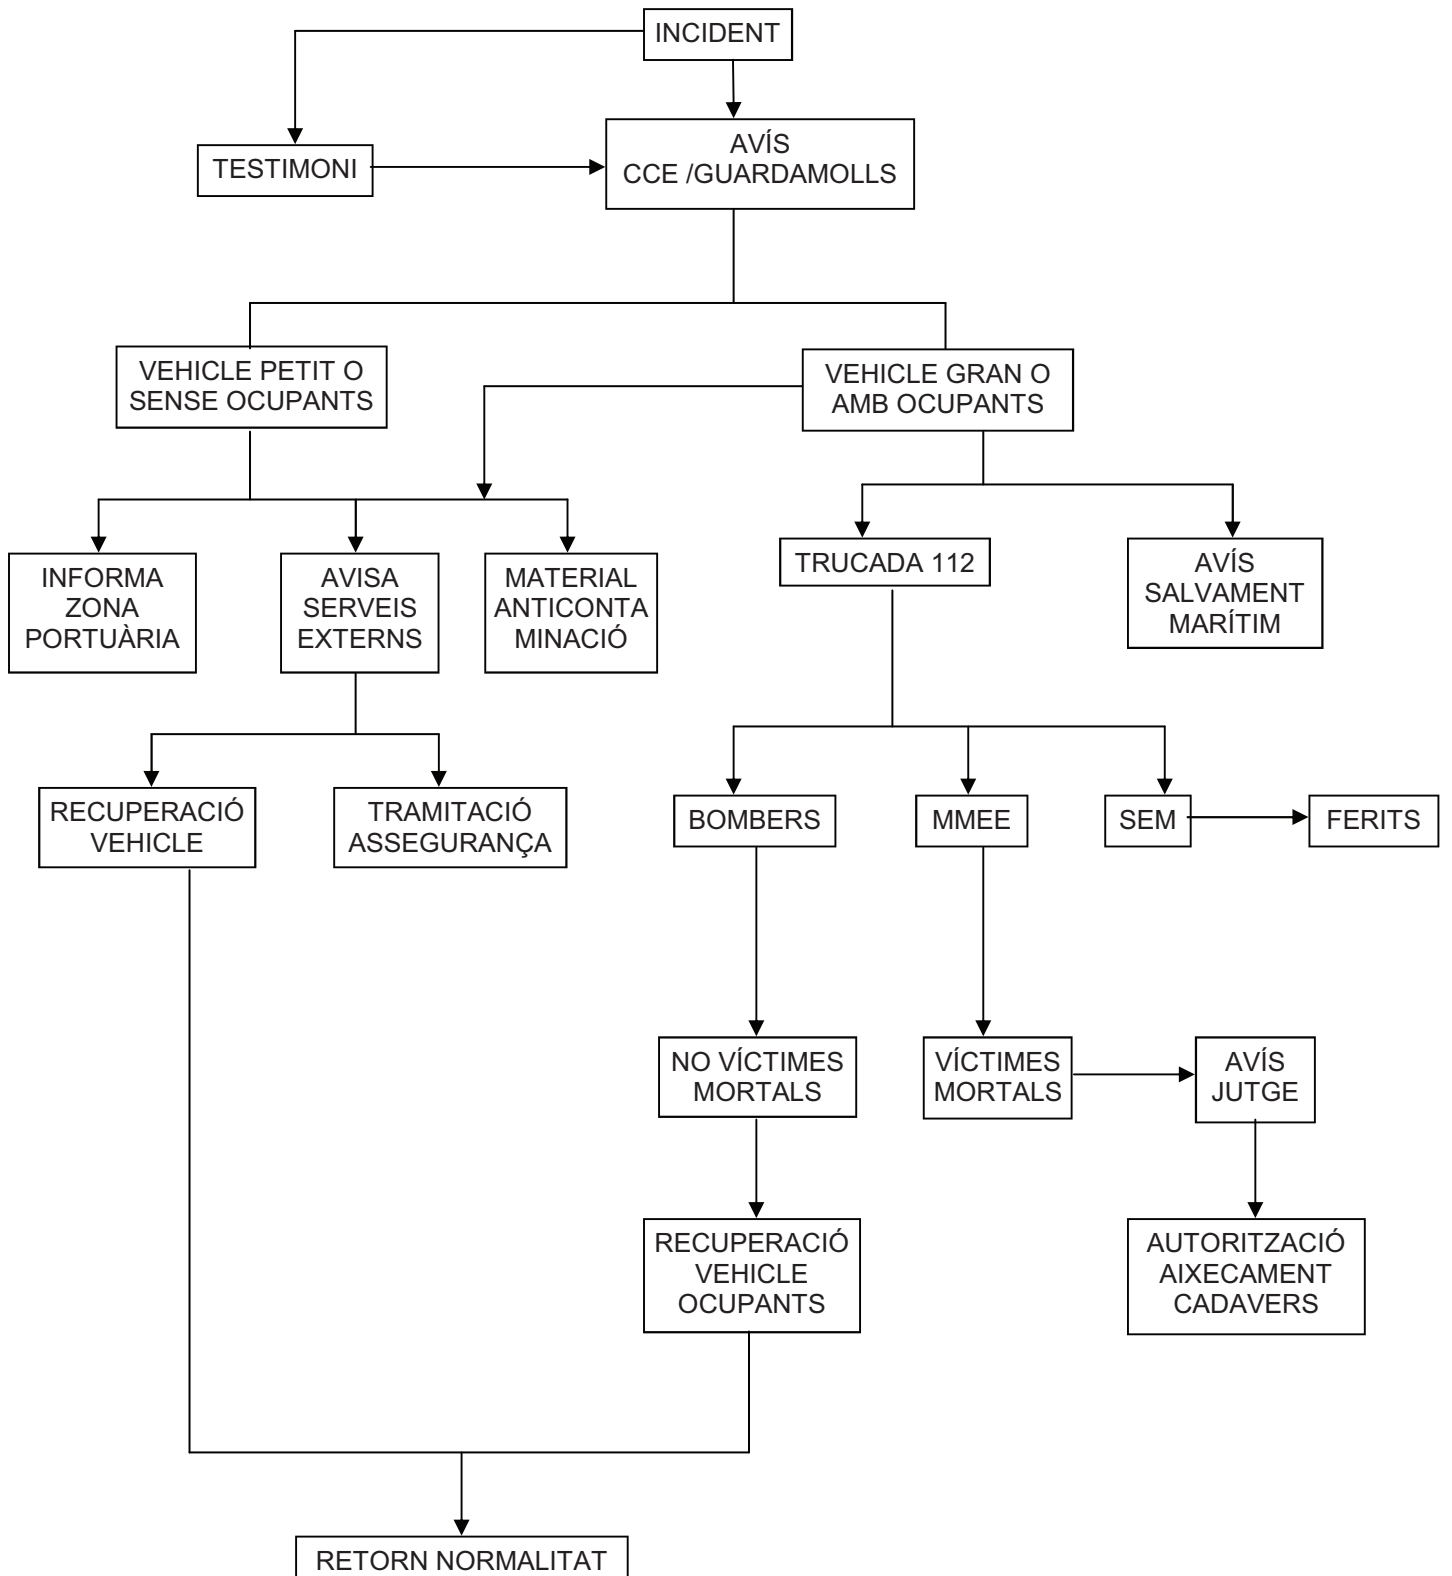 INCIDENT
TESTIMONI
AVÍS
CCE /GUARDAMOLLS
VEHICLE PETIT O
SENSE OCUPANTS
VEHICLE GRAN O
AMB OCUPANTS
INFORMA
ZONA
PORTUÀRIA
AVISA
SERVEIS
EXTERNS
MATERIAL
ANTICONTA
MINACIÓ
TRUCADA 112
AVÍS
SALVAMENT
MARÍTIM
RECUPERACIÓ
VEHICLE
TRAMITACIÓ
ASSEGURANÇA
BOMBERS
MMEE
SEM
FERITS
NO VÍCTIMES
MORTALS
VÍCTIMES
MORTALS
AVÍS
JUTGE
RECUPERACIÓ
VEHICLE
OCUPANTS
AUTORITZACIÓ
AIXECAMENT
CADAVERS
RETORN NORMALITAT